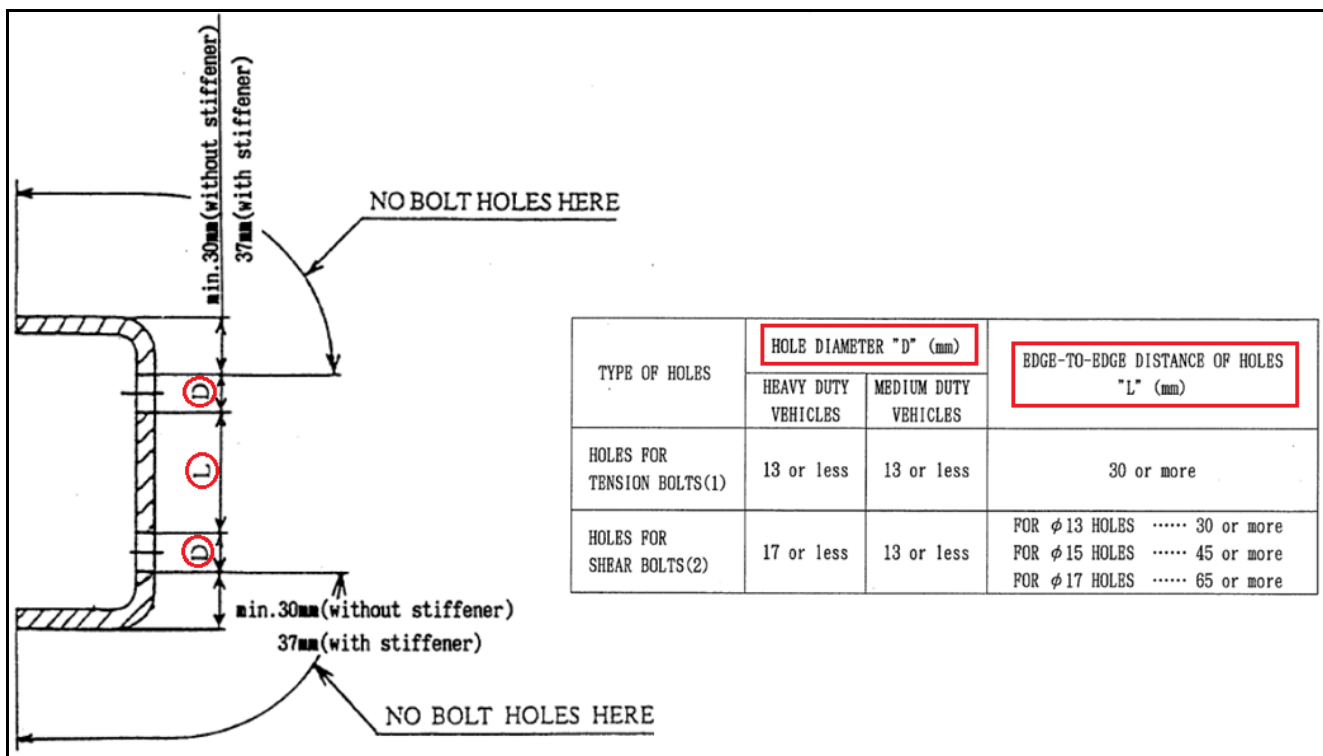 min.30mm(without stiffener)
37mm(with stiffener)
NO BOLT HOLES HERE
D
L
D
min.30mm(without stiffener)
37mm(with stiffener)
NO BOLT HOLES HERE
TYPE OF HOLES
HOLE DIAMETER "D" (mm)
HEAVY DUTY
VEHICLES
MEDIUM DUTY
VEHICLES
EDGE-TO-EDGE DISTANCE OF HOLES
"L" (mm)
HOLES FOR
TENSION BOLTS(1)
13 or less
13 or less
30 or more
HOLES FOR
SHEAR BOLTS(2)
17 or less
13 or less
FOR φ13 HOLES ······ 30 or more
FOR φ15 HOLES ······ 45 or more
FOR φ17 HOLES ······ 65 or more